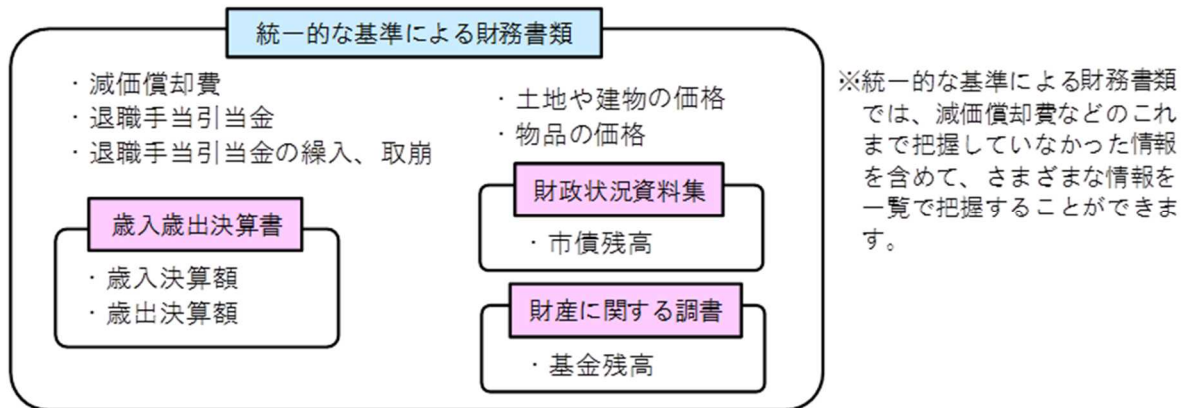 統一的な基準による財務書類
・減価償却費
・退職手当引当金
・退職手当引当金の繰入、取崩
歳入歳出決算書
・歳入決算額
・歳出決算額
・土地や建物の価格
・物品の価格
財政状況資料集
・市債残高
財産に関する調書
・基金残高
※統一的な基準による財務書類
では、減価償却費などのこれ
まで把握していなかった情報
を含めて、さまざまな情報を
一覧で把握することができま
す。